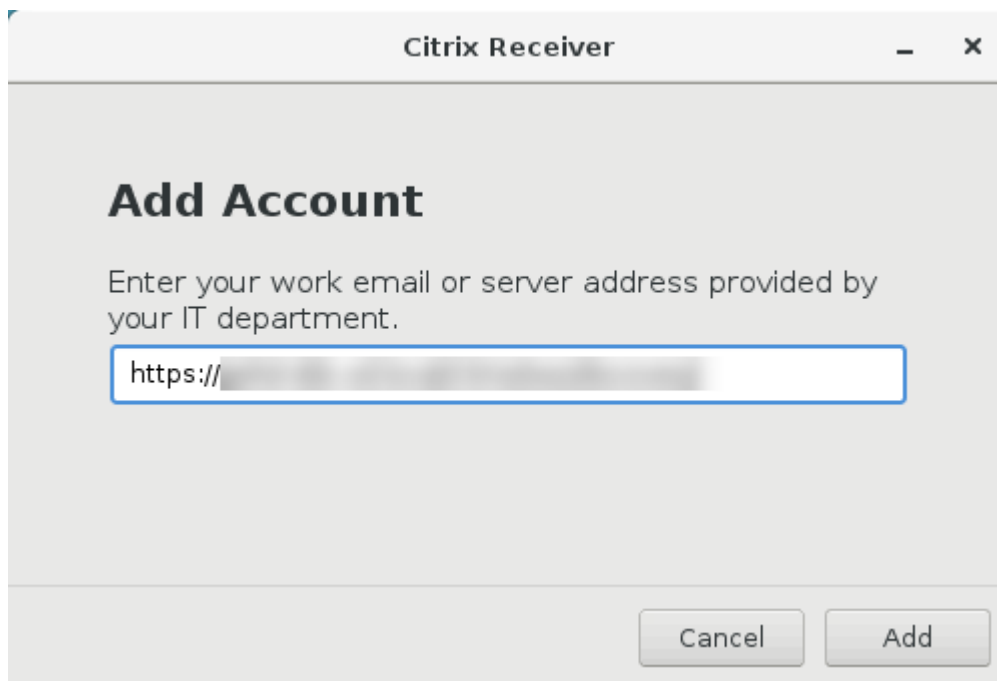 Citrix Receiver
Add Account
Enter your work email or server address provided by
your IT department.
https://
Cancel
Add